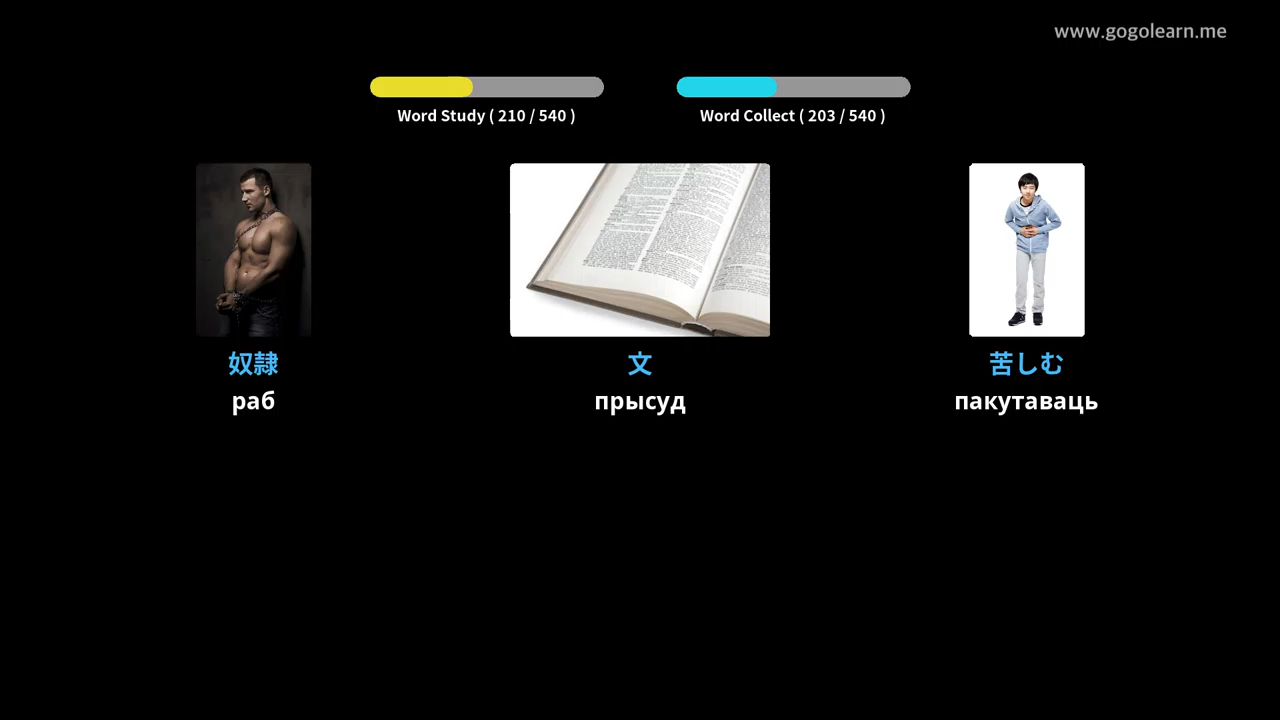 www.gogolearn.me
Word Study ( 210 / 540 )
Word Collect ( 203 / 540 )
奴隷
文
苦しむ
раб
прысуд
пакутаваць